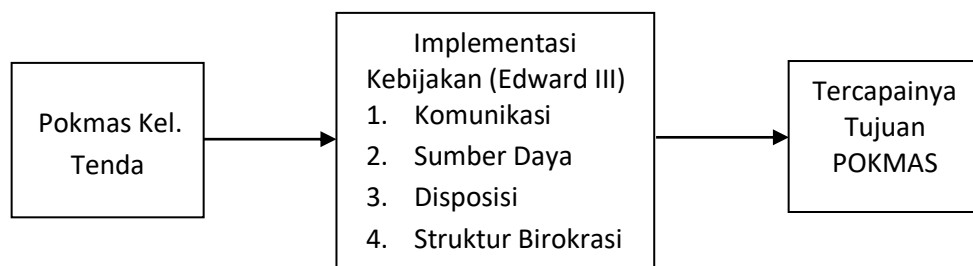 Pokmas Kel.
Tenda
Implementasi
Kebijakan (Edward III)
1. Komunikasi
2. Sumber Daya
3. Disposisi
4. Struktur Birokrasi
Tercapainya
Tujuan
POKMAS